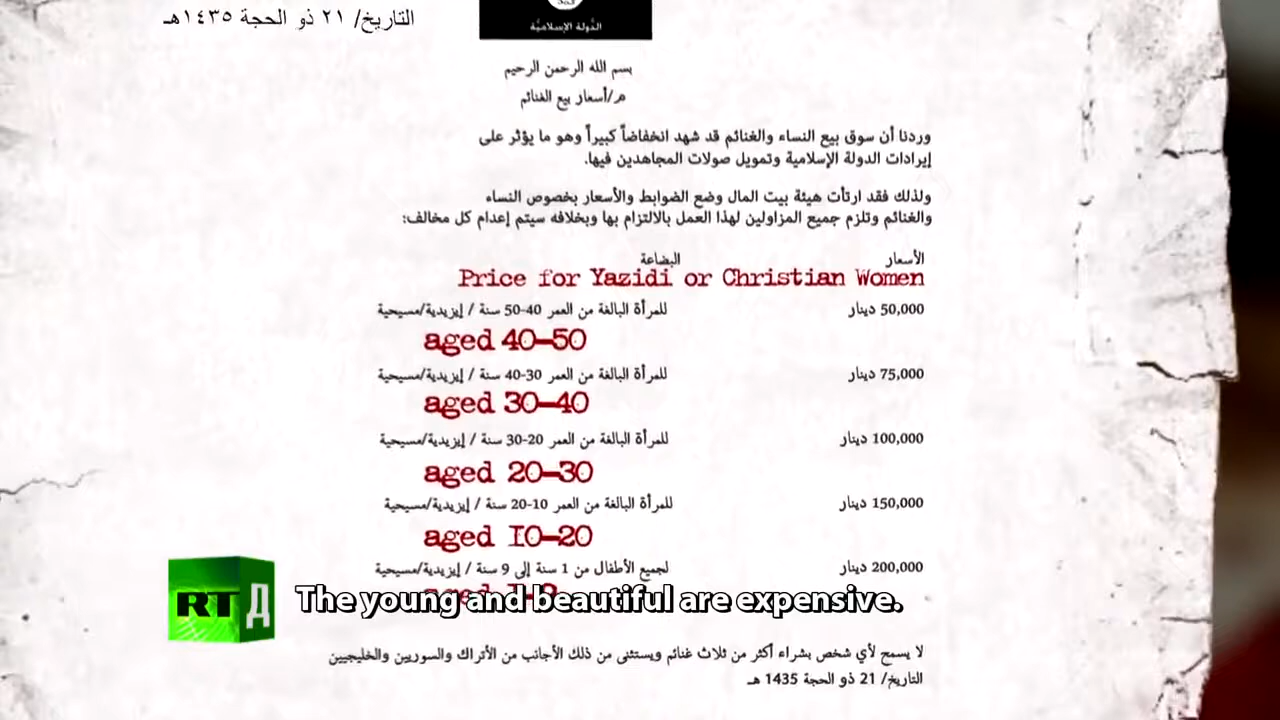 التاريخ/ ٢١ ذو الحجة ١٤٣٥هـ
الدَّولة الإسلاميَّة
بسم الله الرحمن الرحيم
م/أسعار بيع الغنائم
وردنا أن سوق بيع النساء والغنائم قد شهد انخفاضاً كبيراً وهو ما يؤثر على
إيرادات الدولة الإسلامية وتمويل صولات المجاهدين فيها.
ولذلك فقد ارتأت هيئة بيت المال وضع الضوابط والأسعار بخصوص النساء
والغنائم وتلزم جميع المزاولين لهذا العمل بالالتزام بها وبخلافه سيتم إعدام كل مخالف:
الأسعار البضاعة
Price for Yazidi or Christian Women
50,000 دينار للمرأة البالغة من العمر 40-50 سنة / إيزيدية/مسيحية
aged 40-50
75,000 دينار للمرأة البالغة من العمر 30-40 سنة / إيزيدية/مسيحية
aged 30-40
100,000 دينار للمرأة البالغة من العمر 20-30 سنة / إيزيدية/مسيحية
aged 20-30
150,000 دينار للمرأة البالغة من العمر 10-20 سنة / إيزيدية/مسيحية
aged 10-20
200,000 دينار لجميع الأطفال من 1 سنة إلى 9 سنة / إيزيدية/مسيحية
aged 1-9
RT Д The young and beautiful are expensive.
لا يسمح لأي شخص بشراء أكثر من ثلاث غنائم ويستثنى من ذلك الأجانب من الأتراك والسوريين والخليجيين
التاريخ/ 21 ذو الحجة 1435 هـ